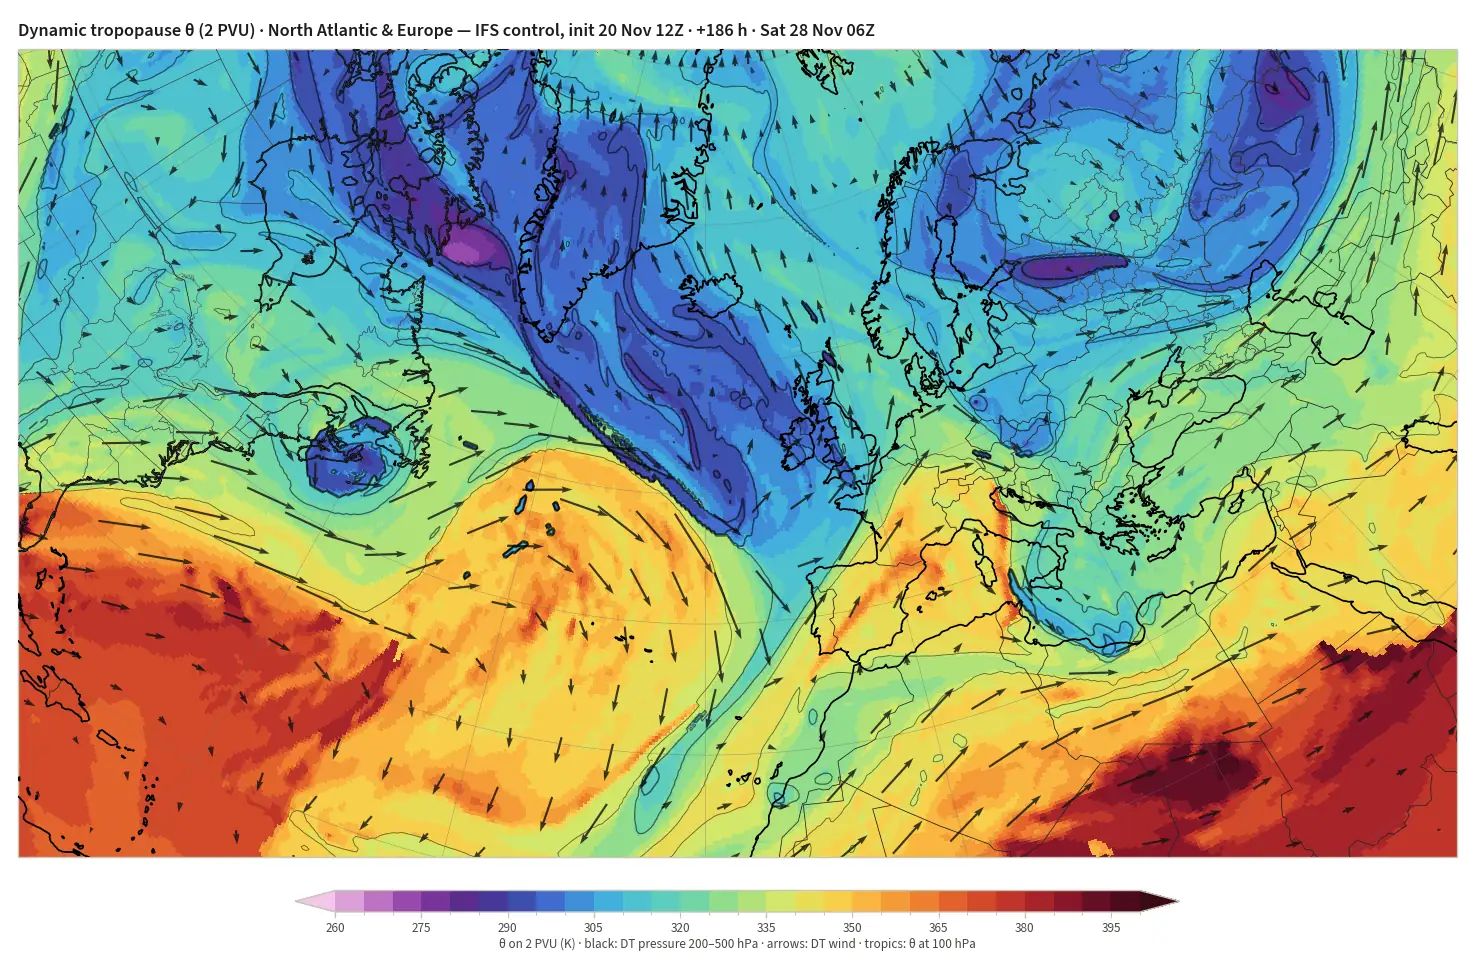 Dynamic tropopause θ (2 PVU) · North Atlantic & Europe — IFS control, init 20 Nov 12Z · +186 h · Sat 28 Nov 06Z
260 275 290 305 320 335 350 365 380 395
θ on 2 PVU (K) · black: DT pressure 200–500 hPa · arrows: DT wind · tropics: θ at 100 hPa